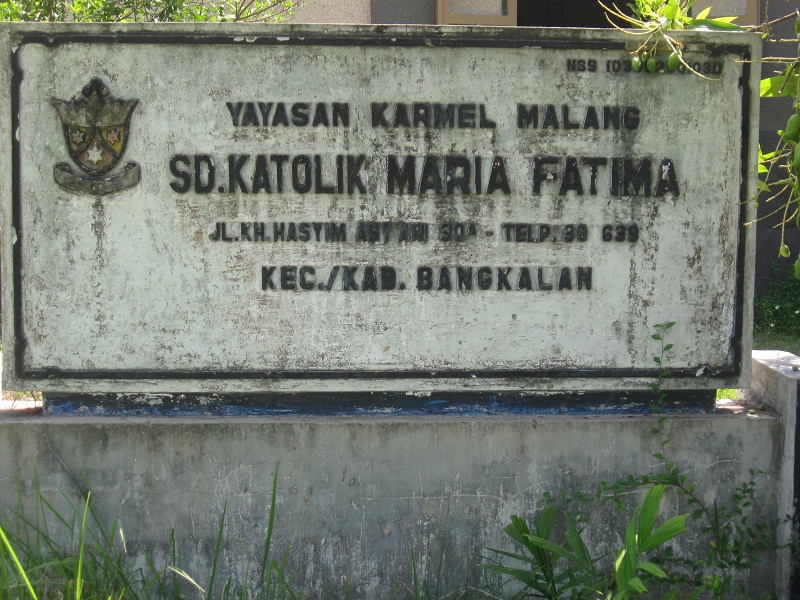 NSS
YAYASAN KARMEL MALANG
SD.KATOLIK MARIA FATIMA
JL.KH.HASYIM ASY'ARI 30A - TELP. 30 639
KEC./KAB. BANGKALAN